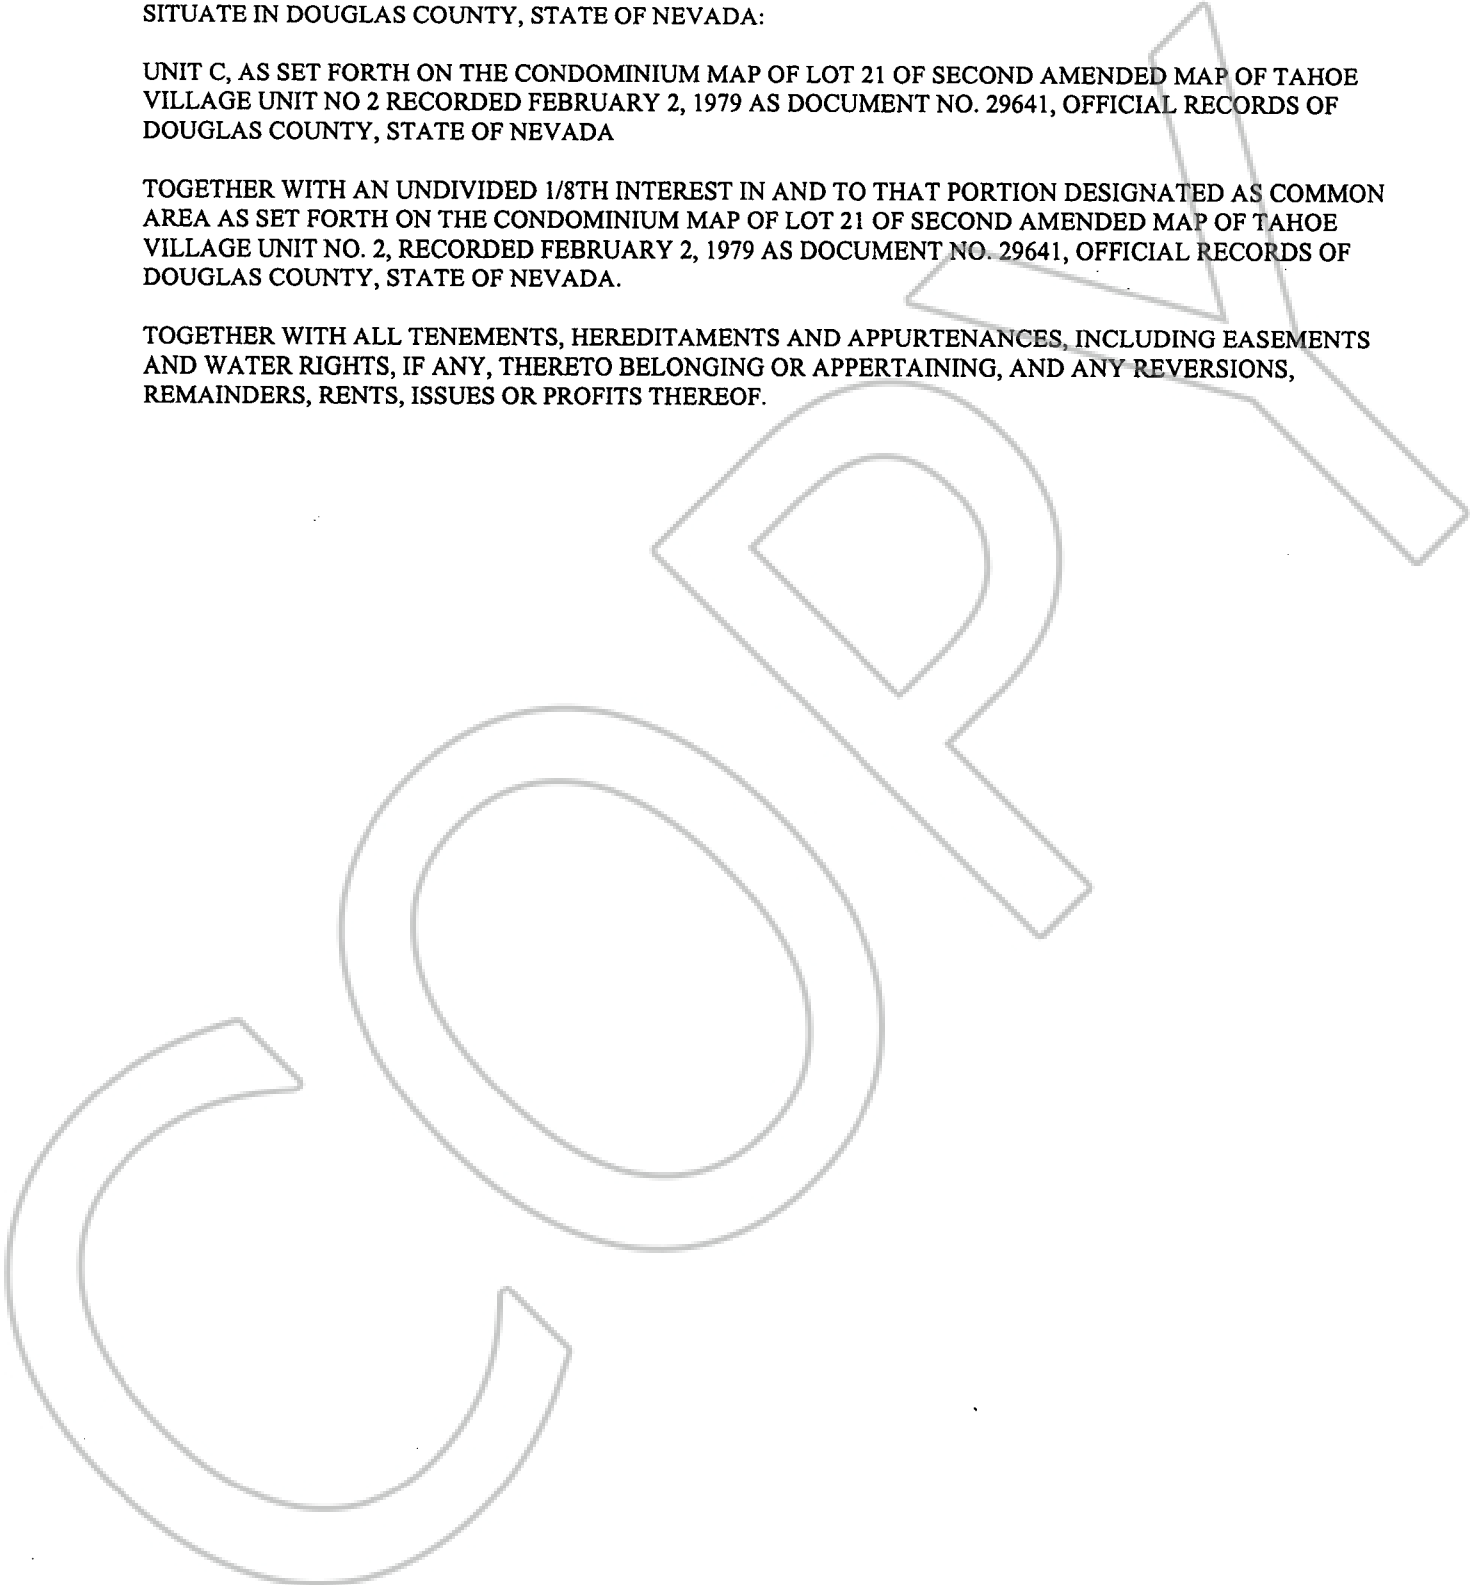 SITUATE IN DOUGLAS COUNTY, STATE OF NEVADA:
UNIT C, AS SET FORTH ON THE CONDOMINIUM MAP OF LOT 21 OF SECOND AMENDED MAP OF TAHOE
VILLAGE UNIT NO 2 RECORDED FEBRUARY 2, 1979 AS DOCUMENT NO. 29641, OFFICIAL RECORDS OF
DOUGLAS COUNTY, STATE OF NEVADA
TOGETHER WITH AN UNDIVIDED 1/8TH INTEREST IN AND TO THAT PORTION DESIGNATED AS COMMON
AREA AS SET FORTH ON THE CONDOMINIUM MAP OF LOT 21 OF SECOND AMENDED MAP OF TAHOE
VILLAGE UNIT NO. 2, RECORDED FEBRUARY 2, 1979 AS DOCUMENT NO. 29641, OFFICIAL RECORDS OF
DOUGLAS COUNTY, STATE OF NEVADA.
TOGETHER WITH ALL TENEMENTS, HEREDITAMENTS AND APPURTENANCES, INCLUDING EASEMENTS
AND WATER RIGHTS, IF ANY, THERETO BELONGING OR APPERTAINING, AND ANY REVERSIONS,
REMAINDERS, RENTS, ISSUES OR PROFITS THEREOF.
COPY